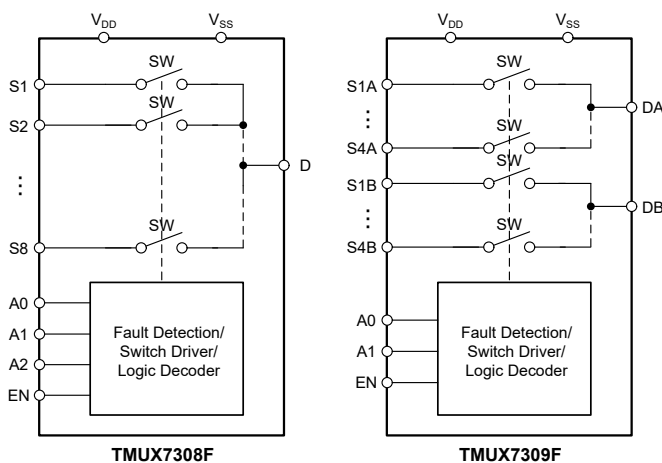 VDD
VSS
SW
S1
SW
S2
D
⋮
SW
S8
A0
A1
A2
EN
Fault Detection/
Switch Driver/
Logic Decoder
TMUX7308F
VDD
VSS
SW
S1A
DA
⋮
SW
S4A
SW
S1B
DB
⋮
SW
S4B
A0
A1
EN
Fault Detection/
Switch Driver/
Logic Decoder
TMUX7309F